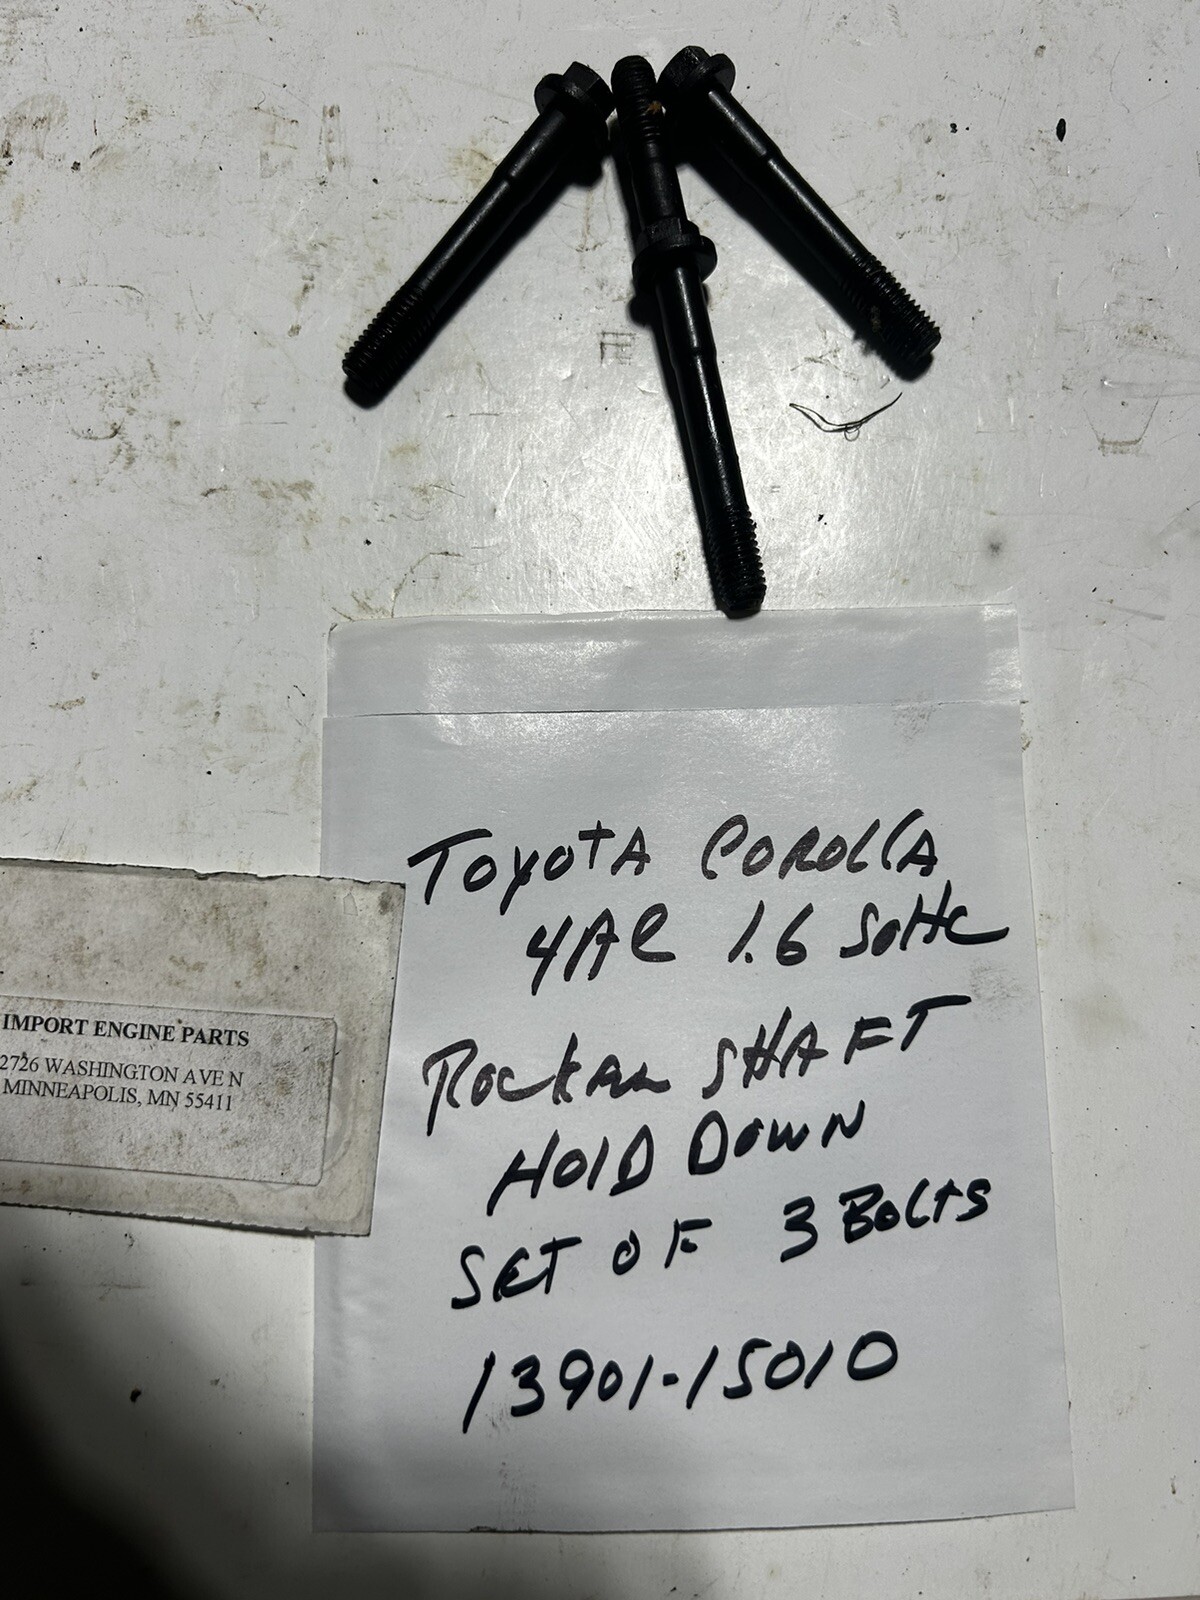 TOYOTA COROLLA
4AC 1.6 SOHC
ROCKER SHAFT
HOLD DOWN
SET OF 3 BOLTS
13901-15010
IMPORT ENGINE PARTS
2726 WASHINGTON AVE N
MINNEAPOLIS, MN 55411